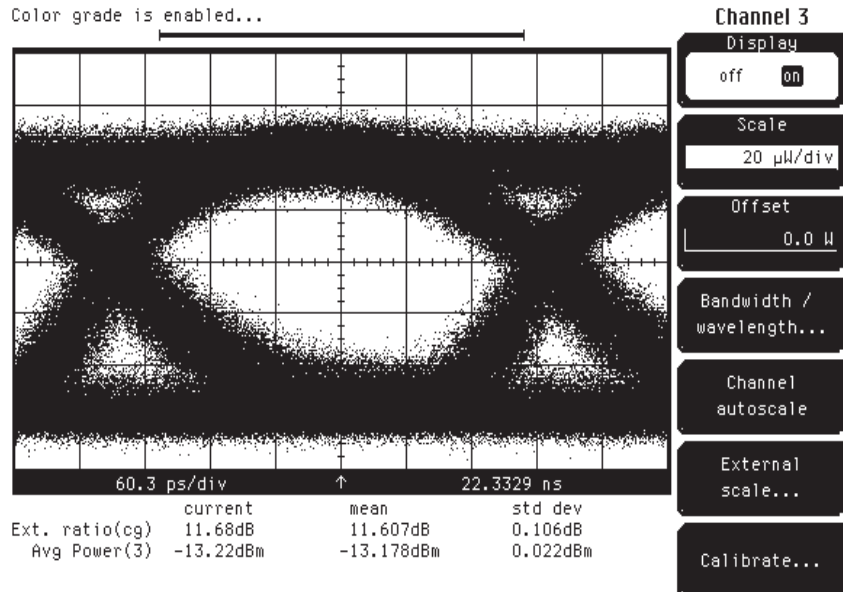 Color grade is enabled...
Channel 3
Display
off on
Scale
20 µW/div
Offset
0.0 W
Bandwidth /
wavelength...
Channel
autoscale
External
scale...
Calibrate...
60.3 ps/div ↑ 22.3329 ns
current mean std dev
Ext. ratio(cg) 11.68dB 11.607dB 0.106dB
Avg Power(3) -13.22dBm -13.178dBm 0.022dBm